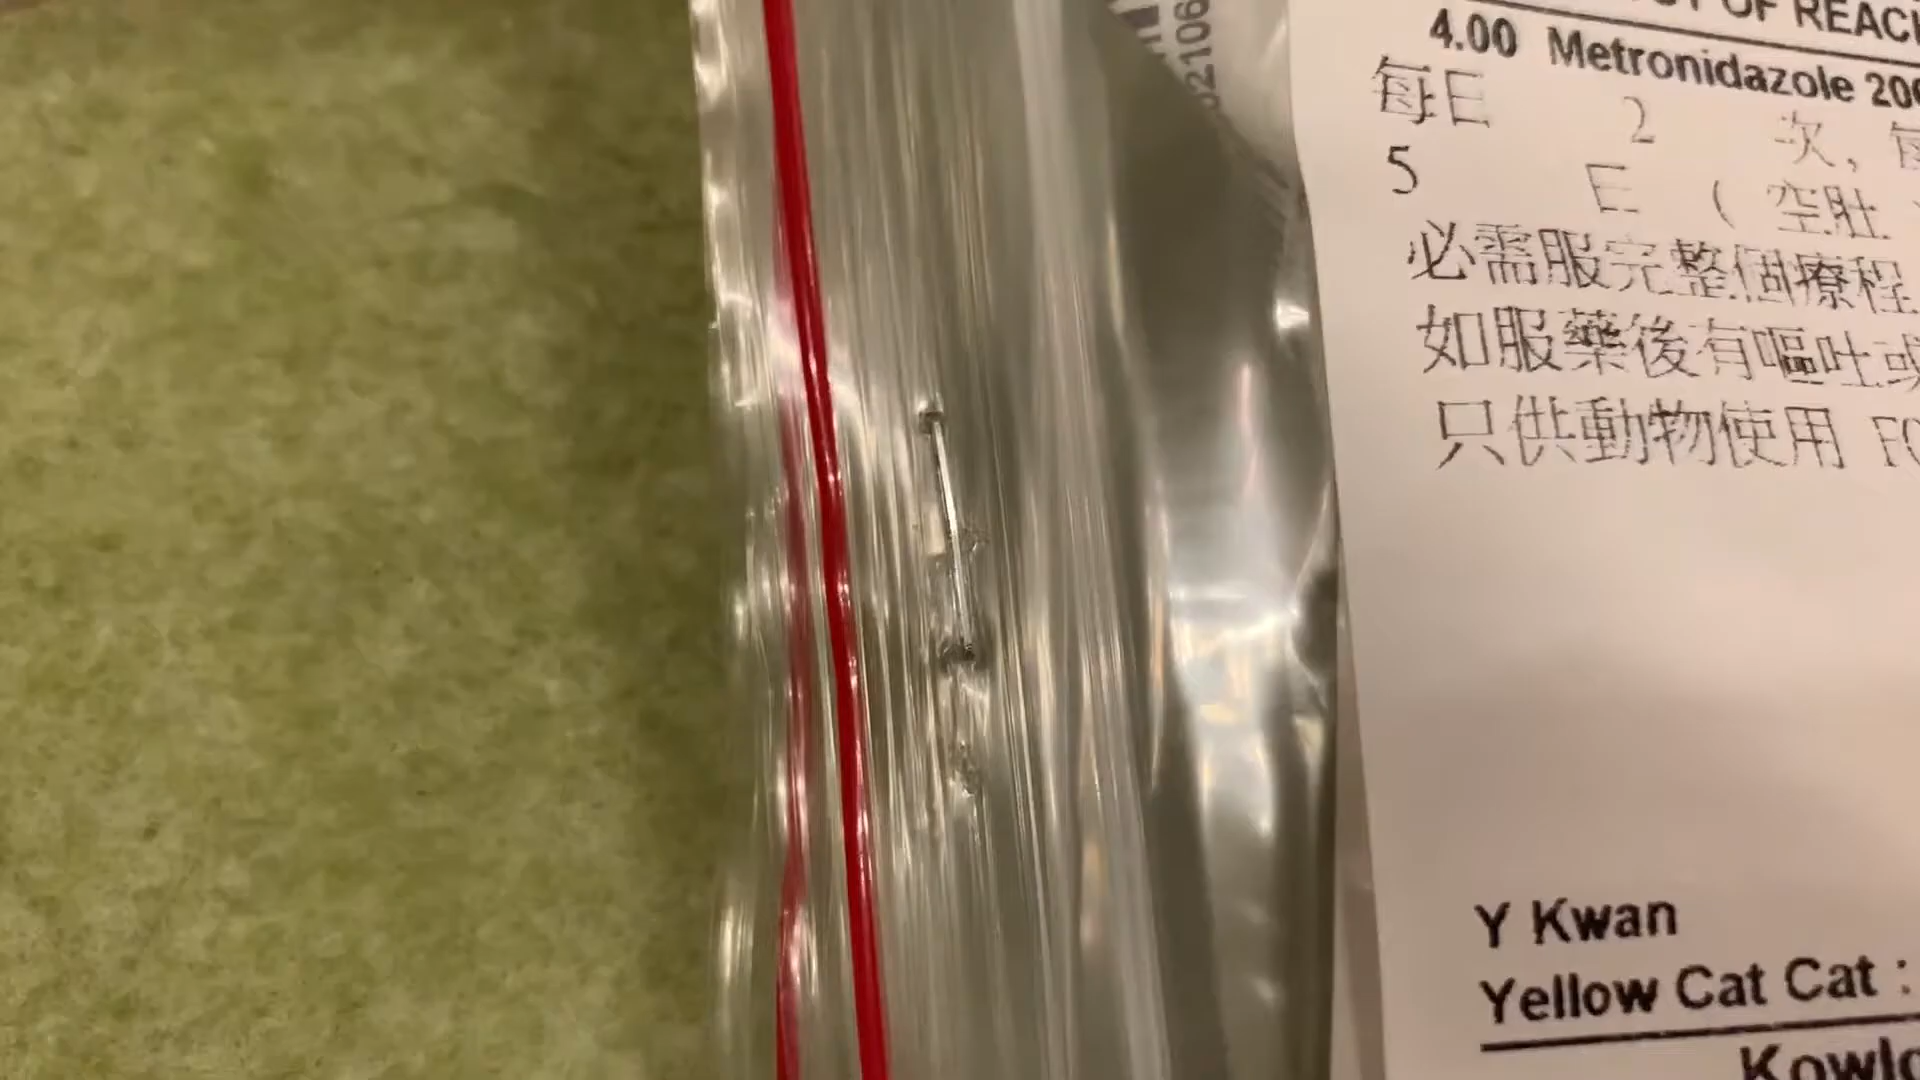 OF REACH
4.00 Metronidazole 200
每日 2 次，每
5 日 ( 空肚
必需服完整個療程
如服藥後有嘔吐或
只供動物使用 FO
Y Kwan
Yellow Cat Cat :
Kowlo